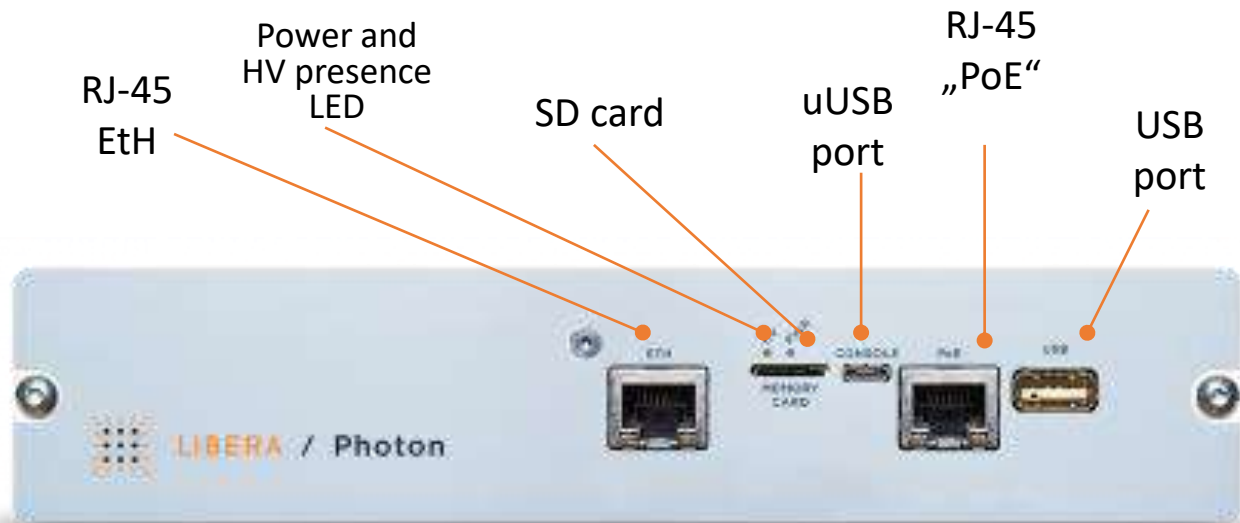 RJ-45
EtH
Power and
HV presence
LED
SD card
uUSB
port
RJ-45
„PoE“
USB
port
ETH
MEMORY
CARD
CONSOLE
PoE
USB
LIBERA / Photon